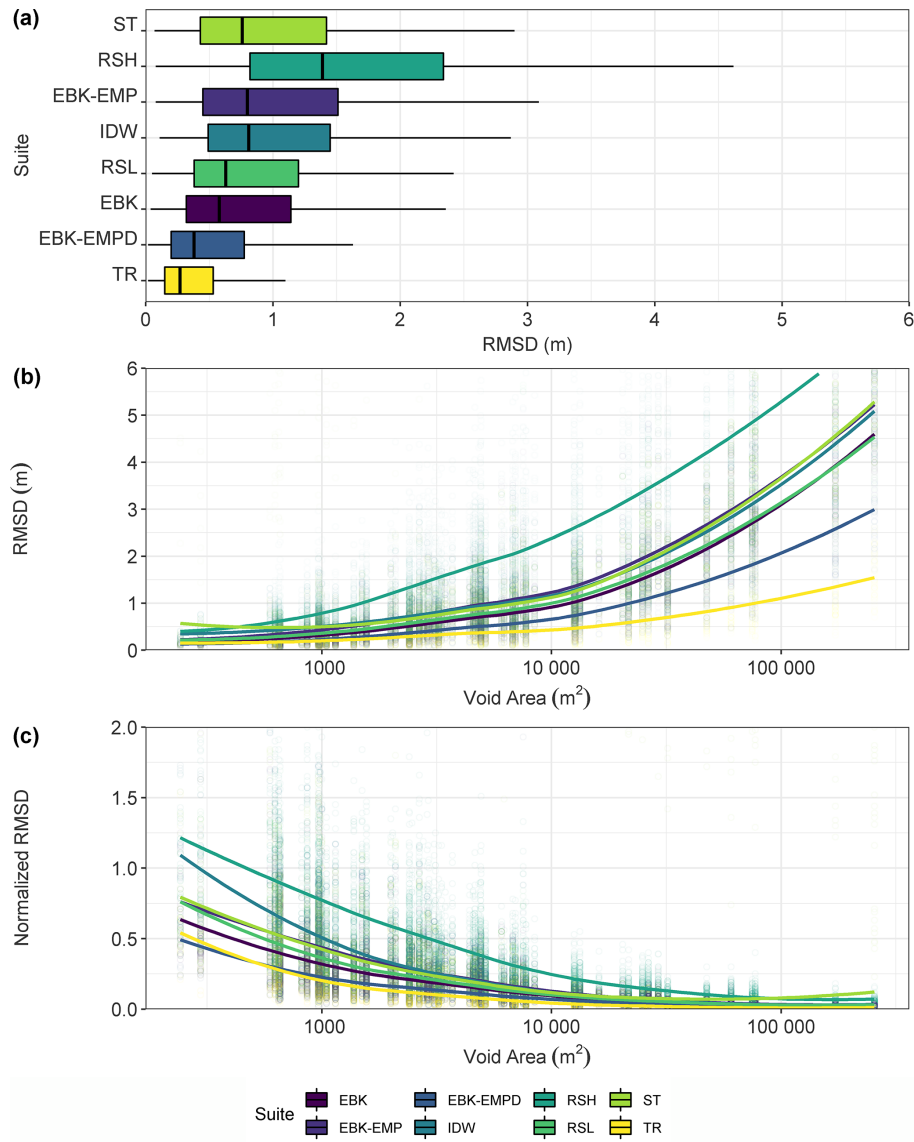 (a)
Suite
ST
RSH
EBK-EMP
IDW
RSL
EBK
EBK-EMPD
TR
0 1 2 3 4 5 6
RMSD (m)
(b)
RMSD (m)
6
5
4
3
2
1
0
1000 10 000 100 000
Void Area (m²)
(c)
Normalized RMSD
2.0
1.5
1.0
0.5
0.0
1000 10 000 100 000
Void Area (m²)
Suite
EBK EBK-EMPD RSH ST
EBK-EMP IDW RSL TR